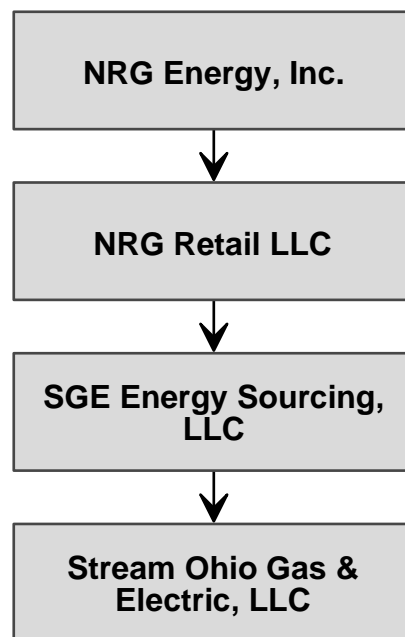 NRG Energy, Inc.
NRG Retail LLC
SGE Energy Sourcing,
LLC
Stream Ohio Gas &
Electric, LLC